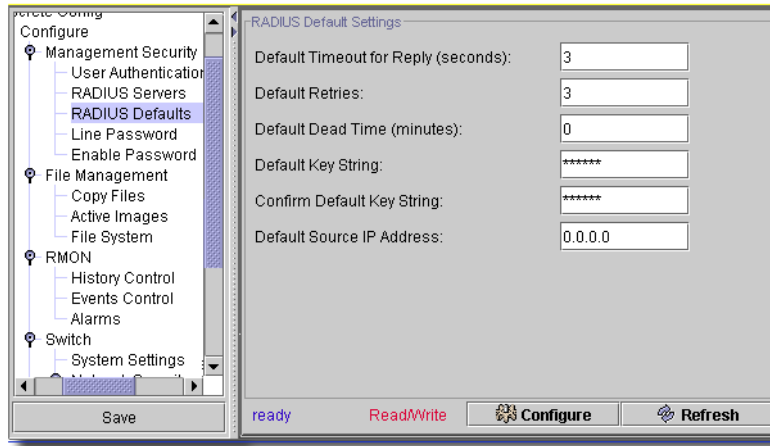 Configure
Management Security
User Authentication
RADIUS Servers
RADIUS Defaults
Line Password
Enable Password
File Management
Copy Files
Active Images
File System
RMON
History Control
Events Control
Alarms
Switch
System Settings
Save
RADIUS Default Settings
Default Timeout for Reply (seconds): 3
Default Retries: 3
Default Dead Time (minutes): 0
Default Key String: ******
Confirm Default Key String: ******
Default Source IP Address: 0.0.0.0
ready Read/Write Configure Refresh